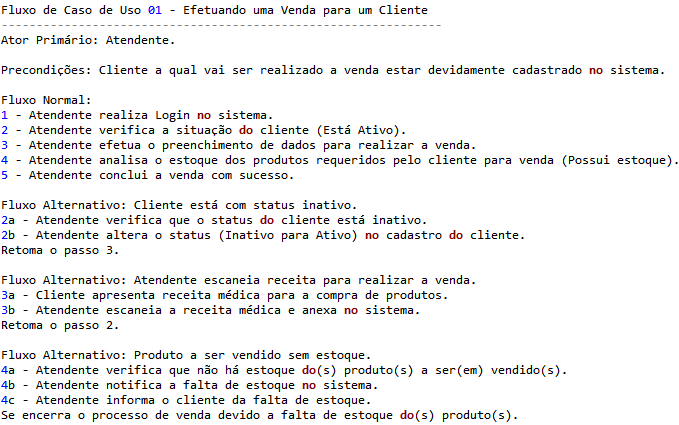 Fluxo de Caso de Uso 01 - Efetuando uma Venda para um Cliente
---------------------------------------------------------------
Ator Primário: Atendente.
Precondições: Cliente a qual vai ser realizado a venda estar devidamente cadastrado no sistema.
Fluxo Normal:
1 - Atendente realiza Login no sistema.
2 - Atendente verifica a situação do cliente (Está Ativo).
3 - Atendente efetua o preenchimento de dados para realizar a venda.
4 - Atendente analisa o estoque dos produtos requeridos pelo cliente para venda (Possui estoque).
5 - Atendente conclui a venda com sucesso.
Fluxo Alternativo: Cliente está com status inativo.
2a - Atendente verifica que o status do cliente está inativo.
2b - Atendente altera o status (Inativo para Ativo) no cadastro do cliente.
Retoma o passo 3.
Fluxo Alternativo: Atendente escaneia receita para realizar a venda.
3a - Cliente apresenta receita médica para a compra de produtos.
3b - Atendente escaneia a receita médica e anexa no sistema.
Retoma o passo 2.
Fluxo Alternativo: Produto a ser vendido sem estoque.
4a - Atendente verifica que não há estoque do(s) produto(s) a ser(em) vendido(s).
4b - Atendente notifica a falta de estoque no sistema.
4c - Atendente informa o cliente da falta de estoque.
Se encerra o processo de venda devido a falta de estoque do(s) produto(s).